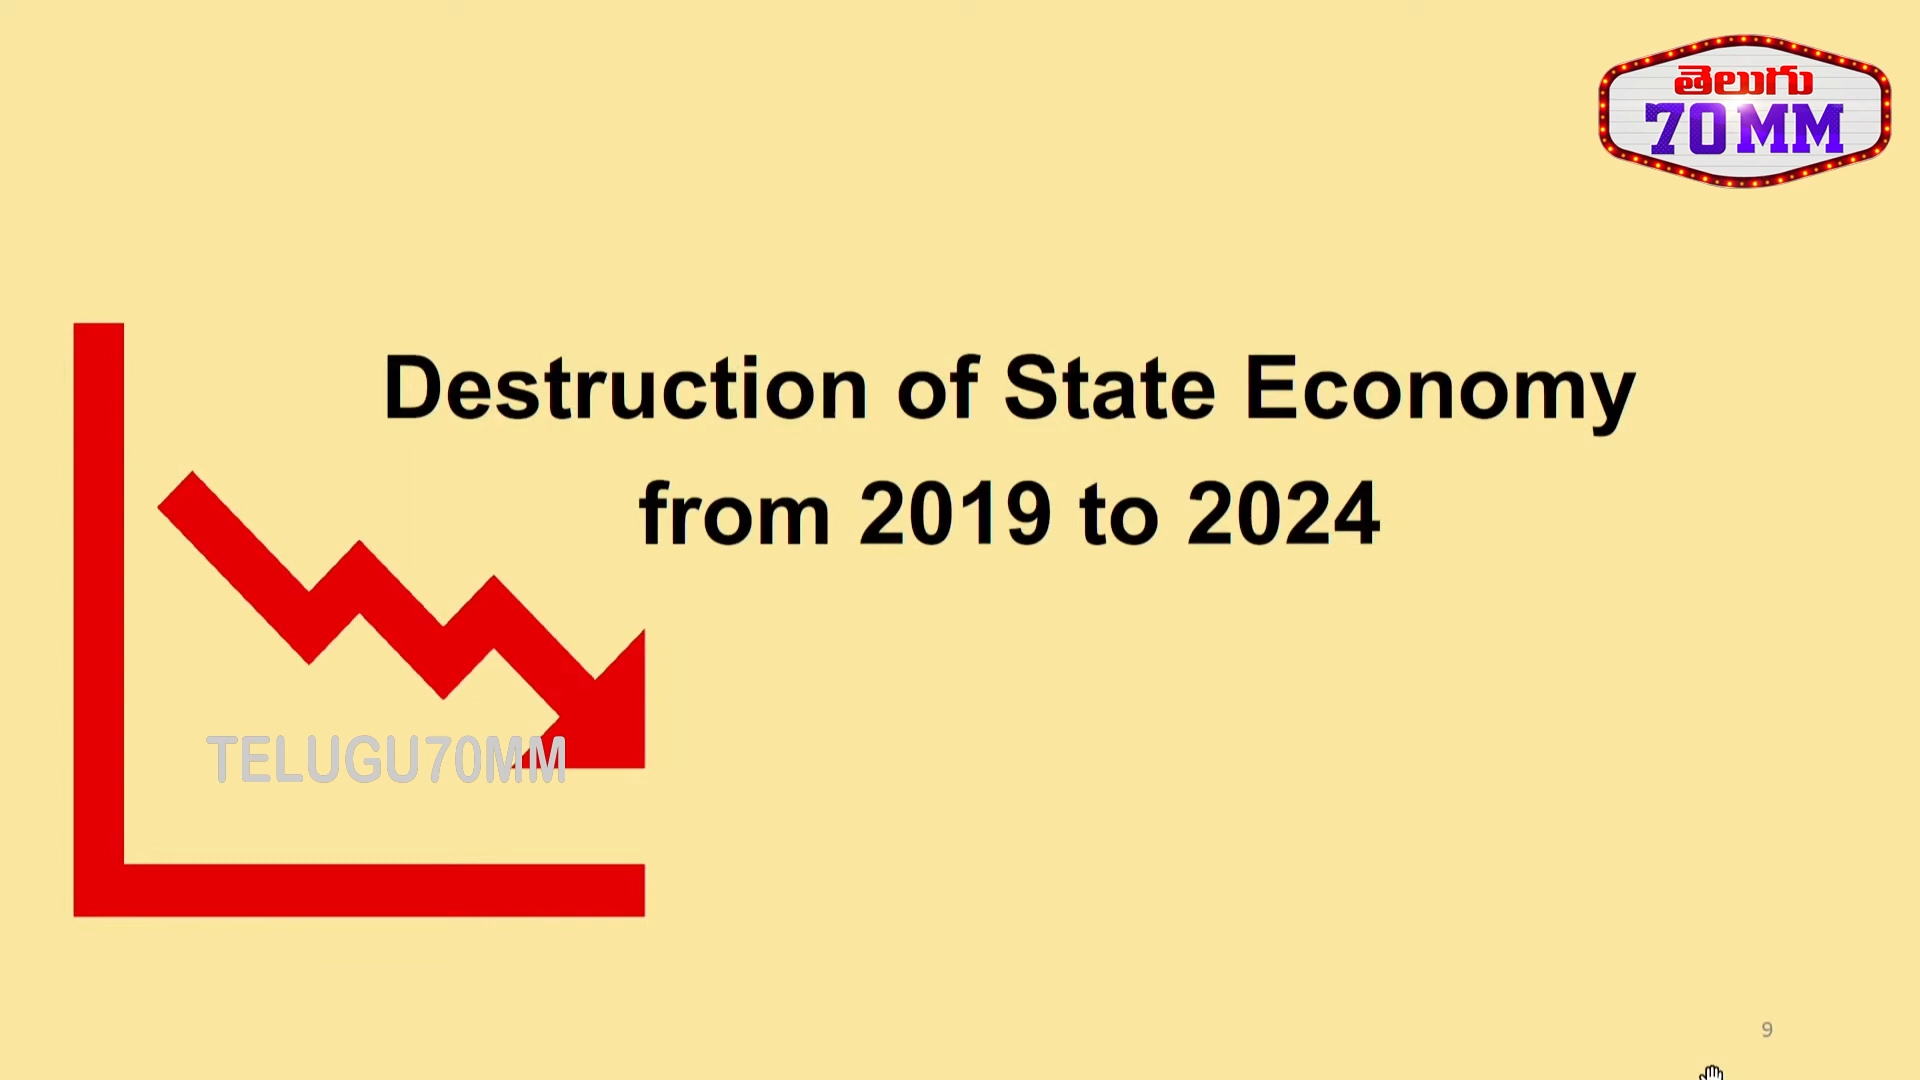 తెలుగు
70MM
Destruction of State Economy
from 2019 to 2024
TELUGU70MM
9